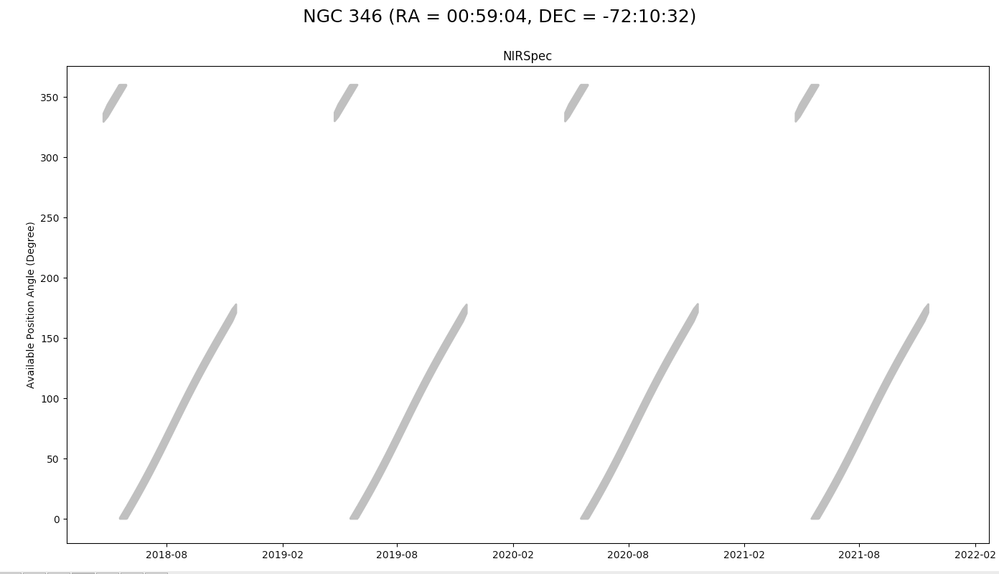 NGC 346 (RA = 00:59:04, DEC = -72:10:32)
NIRSpec
Available Position Angle (Degree)
350
300
250
200
150
100
50
0
2018-08 2019-02 2019-08 2020-02 2020-08 2021-02 2021-08 2022-02